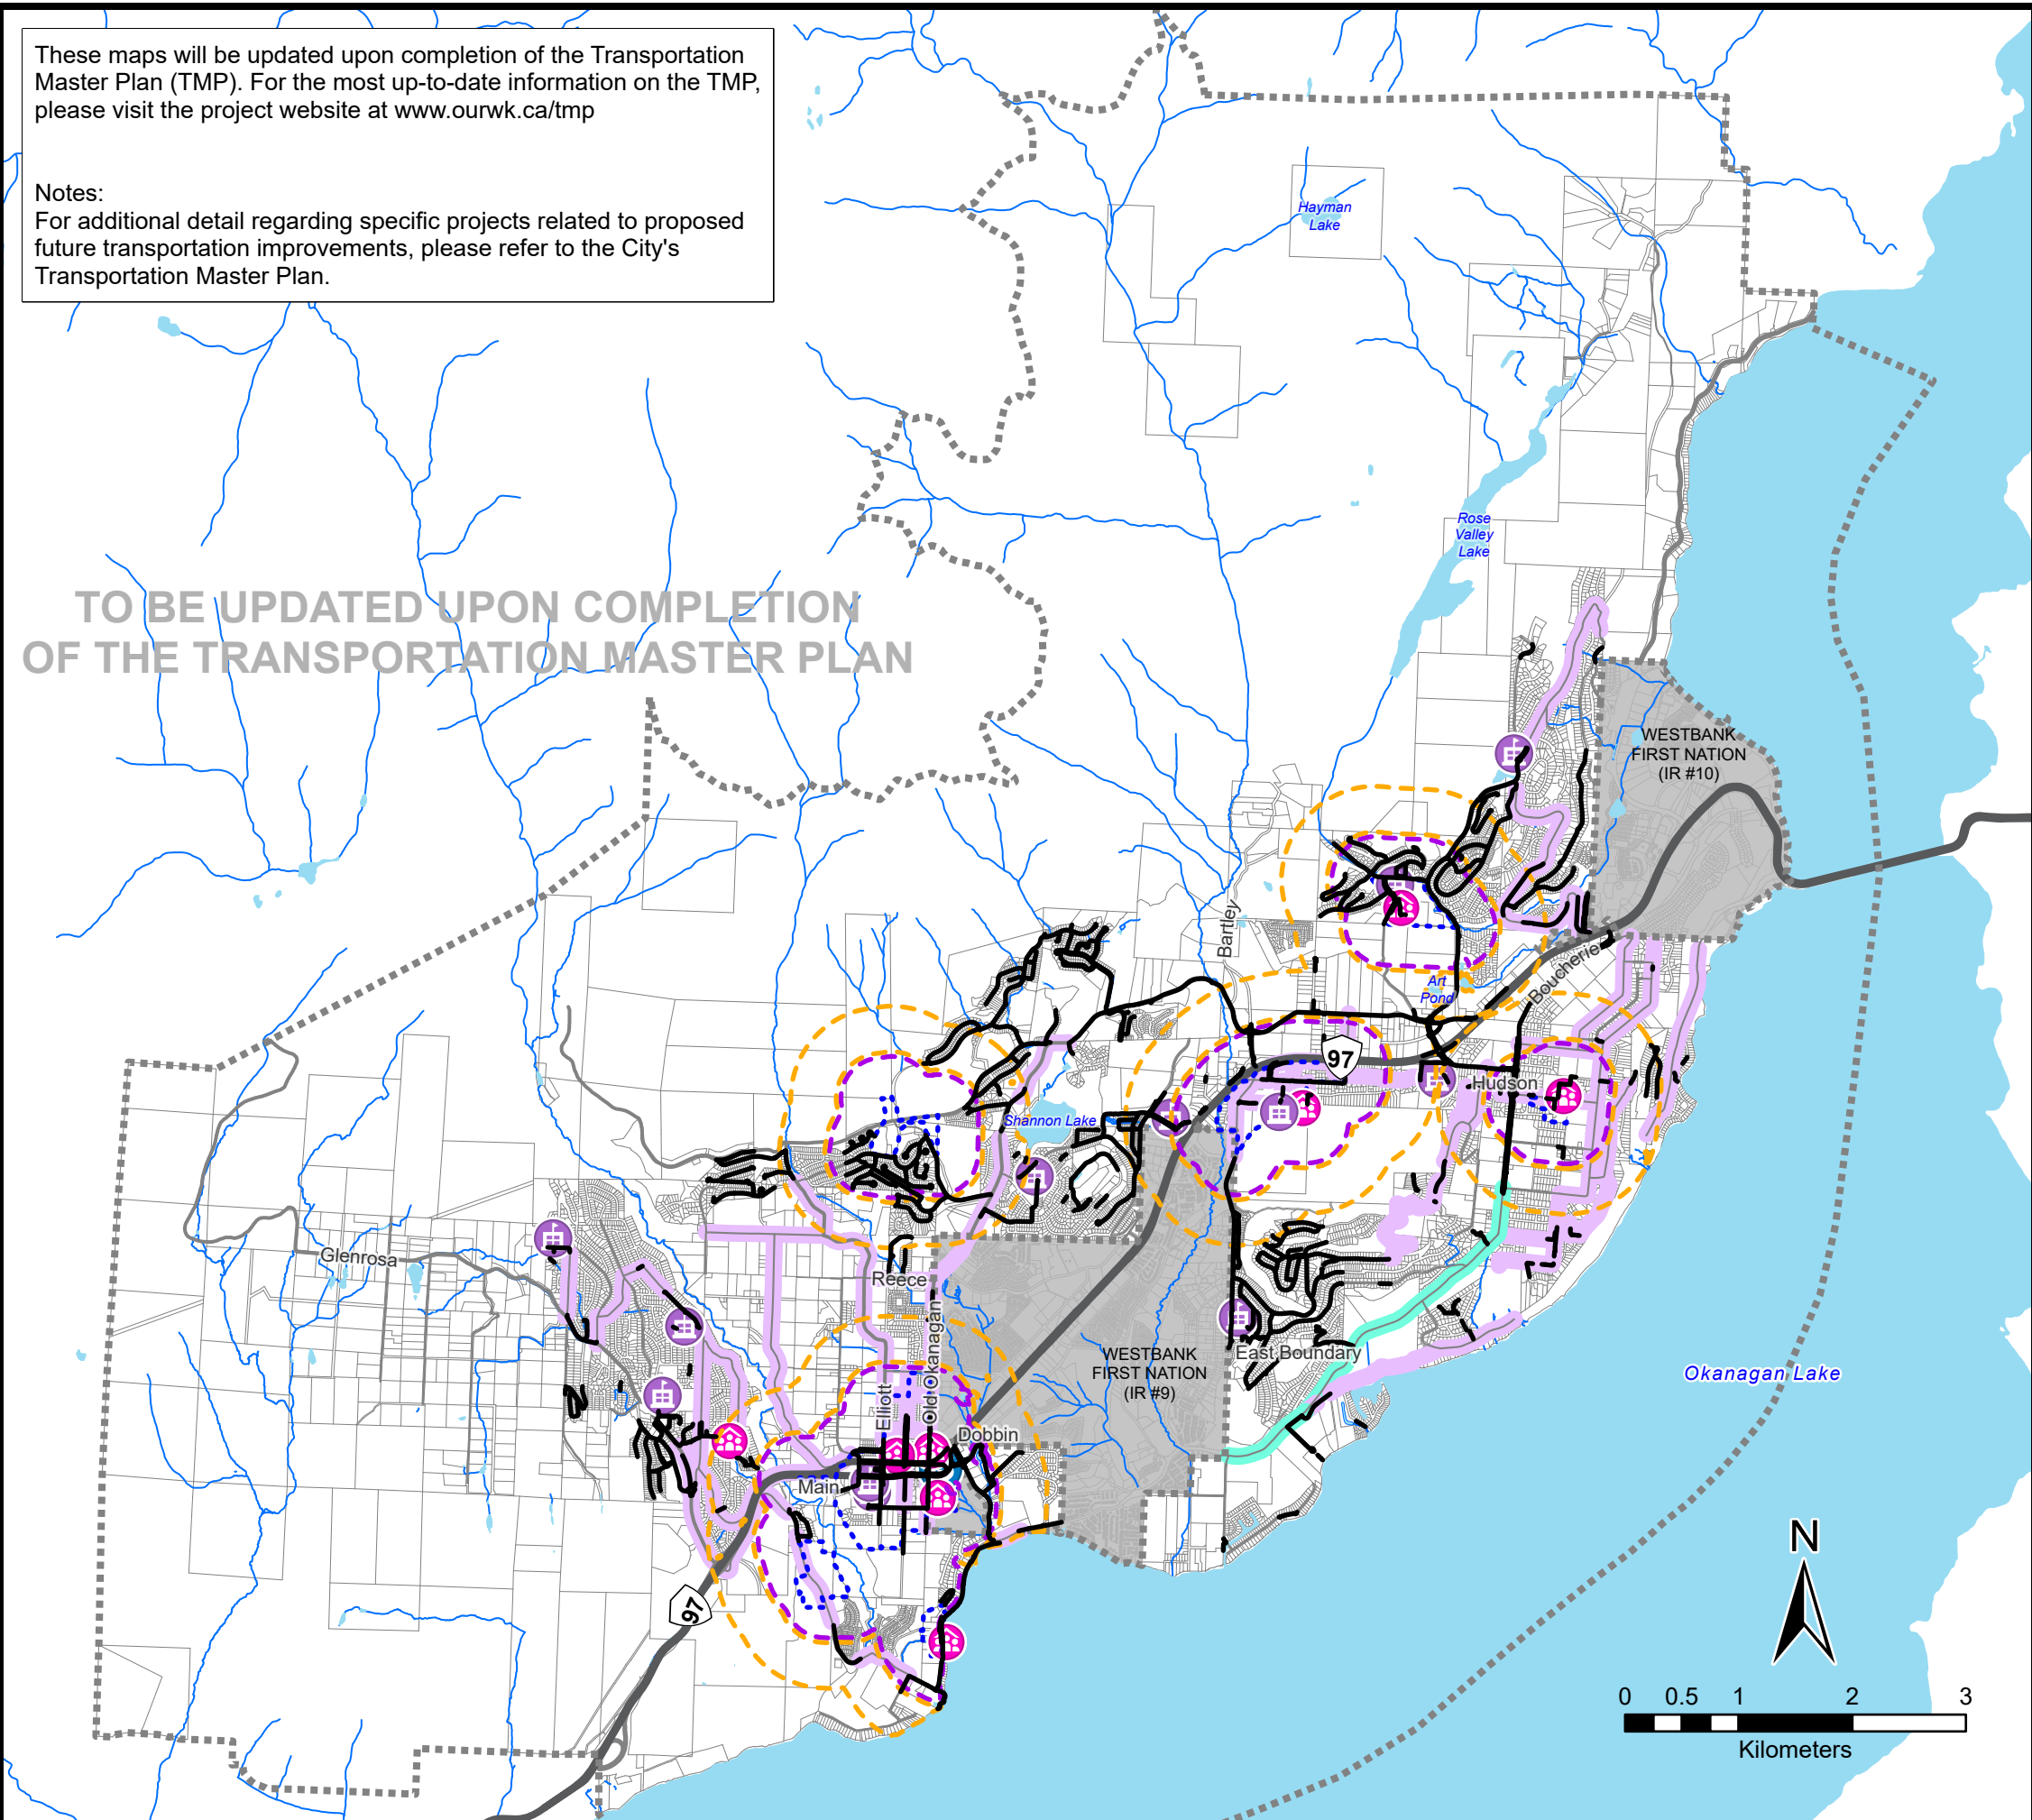 These maps will be updated upon completion of the Transportation
Master Plan (TMP). For the most up-to-date information on the TMP,
please visit the project website at www.ourwk.ca/tmp
Notes:
For additional detail regarding specific projects related to proposed
future transportation improvements, please refer to the City's
Transportation Master Plan.
Hayman
Lake
Rose
Valley
Lake
TO BE UPDATED UPON COMPLETION
OF THE TRANSPORTATION MASTER PLAN
WESTBANK
FIRST NATION
(IR #10)
Bartley
Boucherie
Art
Pond
97
Hudson
Shannon Lake
Glenrosa
Reece
Old Okanagan
East Boundary
WESTBANK
FIRST NATION
(IR #9)
Okanagan Lake
Elliott
Dobbin
Main
97
N
0 0.5 1 2 3
Kilometers